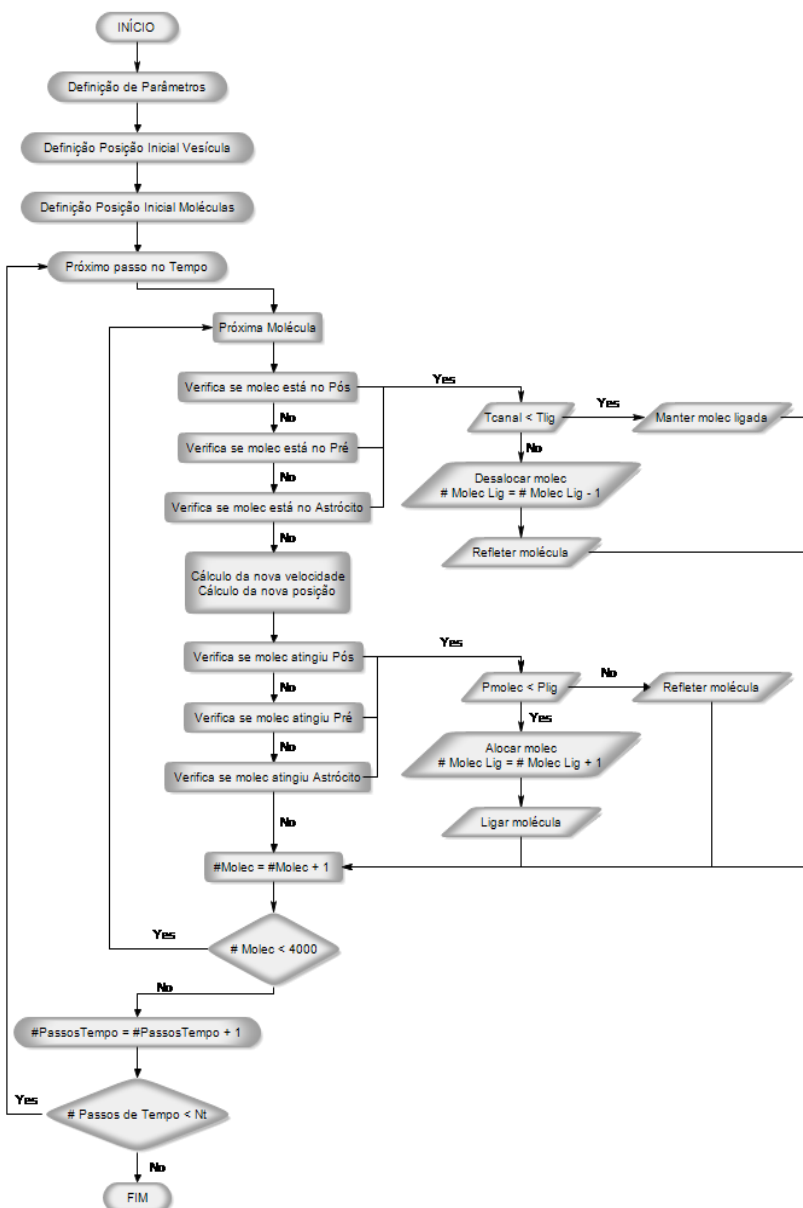 INÍCIO
Definição de Parâmetros
Definição Posição Inicial Vesícula
Definição Posição Inicial Moléculas
Próximo passo no Tempo
Próxima Molécula
Verifica se molec está no Pós
Yes
Tcanal < Tlig
Yes
Manter molec ligada
No
No
Verifica se molec está no Pré
Desalocar molec
# Molec Lig = # Molec Lig - 1
No
Verifica se molec está no Astrócito
No
Refleter molécula
Cálculo da nova velocidade
Cálculo da nova posição
Verifica se molec atingiu Pós
Yes
Pmolec < Plig
No
Refleter molécula
No
Yes
Verifica se molec atingiu Pré
Alocar molec
# Molec Lig = # Molec Lig + 1
No
Verifica se molec atingiu Astrócito
No
Ligar molécula
#Molec = #Molec + 1
Yes
# Molec < 4000
No
#PassosTempo = #PassosTempo + 1
Yes
# Passos de Tempo < Nt
No
FIM